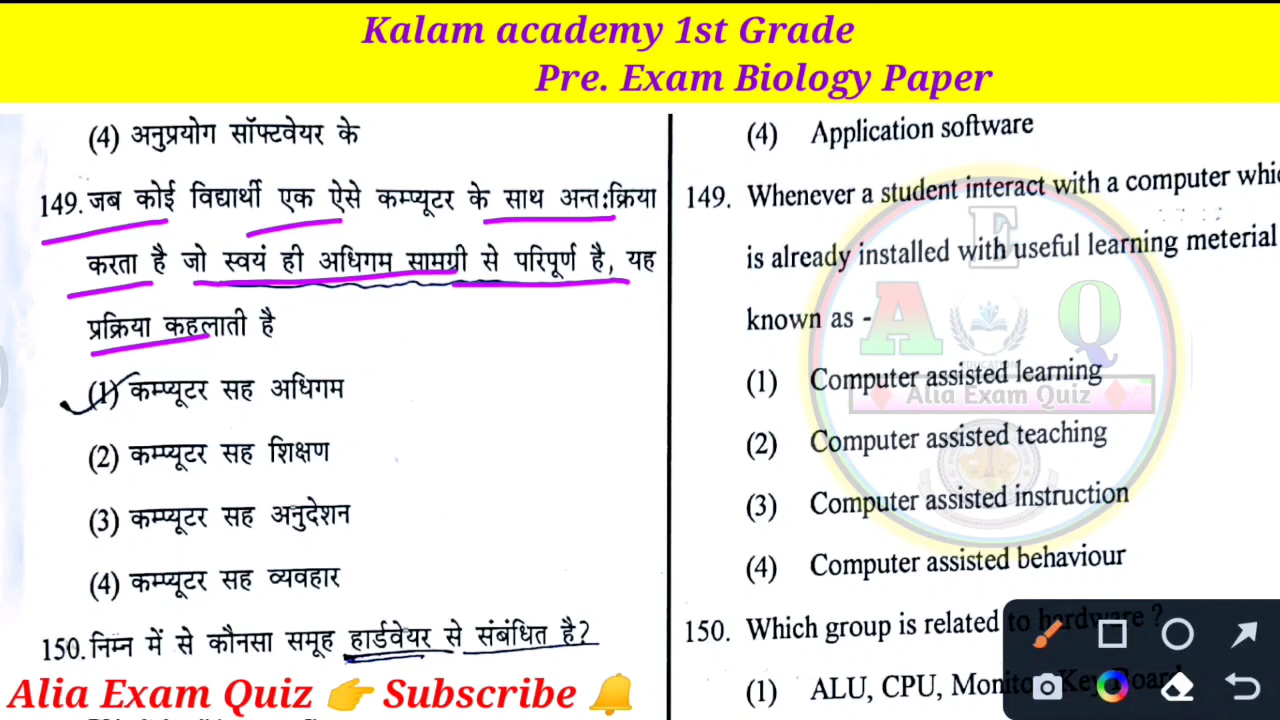 Kalam academy 1st Grade
Pre. Exam Biology Paper
(4) अनुप्रयोग सॉफ्टवेयर के
149. जब कोई विद्यार्थी एक ऐसे कम्प्यूटर के साथ अन्त:क्रिया
करता है जो स्वयं ही अधिगम सामग्री से परिपूर्ण है, यह
प्रक्रिया कहलाती है
(1) कम्प्यूटर सह अधिगम
(2) कम्प्यूटर सह शिक्षण
(3) कम्प्यूटर सह अनुदेशन
(4) कम्प्यूटर सह व्यवहार
150. निम्न में से कौनसा समूह हार्डवेयर से संबंधित है?
(4) Application software
149. Whenever a student interact with a computer
is already installed with useful learning meterial
known as -
(1) Computer assisted learning
(2) Computer assisted teaching
(3) Computer assisted instruction
(4) Computer assisted behaviour
150. Which group is related to hardware ?
(1) ALU, CPU, Monitor, Key Board
E
A Q
Alia Exam Quiz
Alia Exam Quiz 👉 Subscribe 🔔